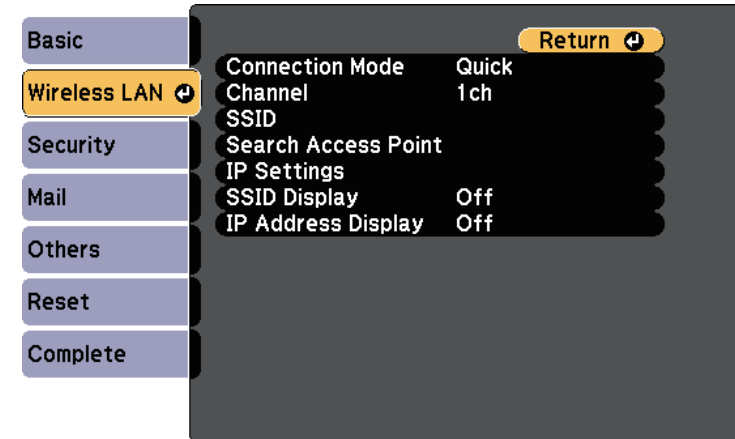 Basic
Wireless LAN
Security
Mail
Others
Reset
Complete
Return
Connection Mode Quick
Channel 1ch
SSID
Search Access Point
IP Settings
SSID Display Off
IP Address Display Off